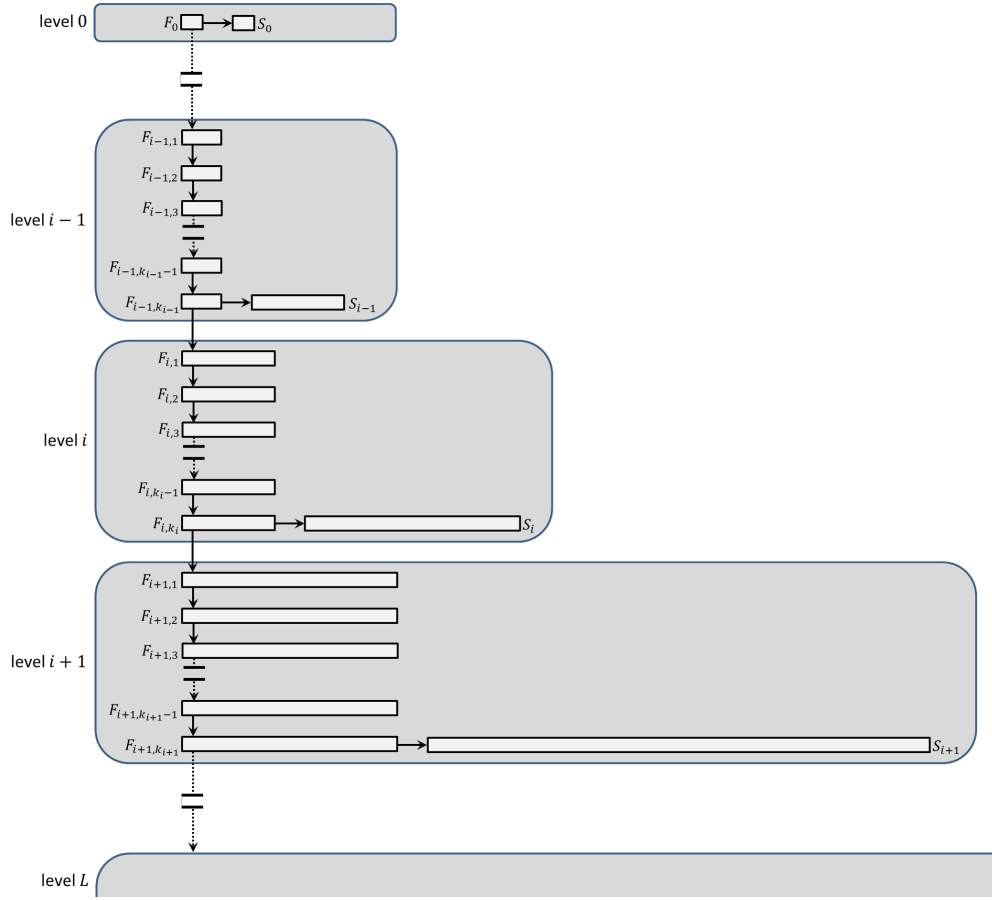 level 0 F₀ S₀
F_{i−1,1}
F_{i−1,2}
F_{i−1,3}
level i − 1
F_{i−1,k_{i−1}−1}
F_{i−1,k_{i−1}} S_{i−1}
F_{i,1}
F_{i,2}
F_{i,3}
level i
F_{i,k_i−1}
F_{i,k_i} S_i
F_{i+1,1}
F_{i+1,2}
F_{i+1,3}
level i + 1
F_{i+1,k_{i+1}−1}
F_{i+1,k_{i+1}} S_{i+1}
level L